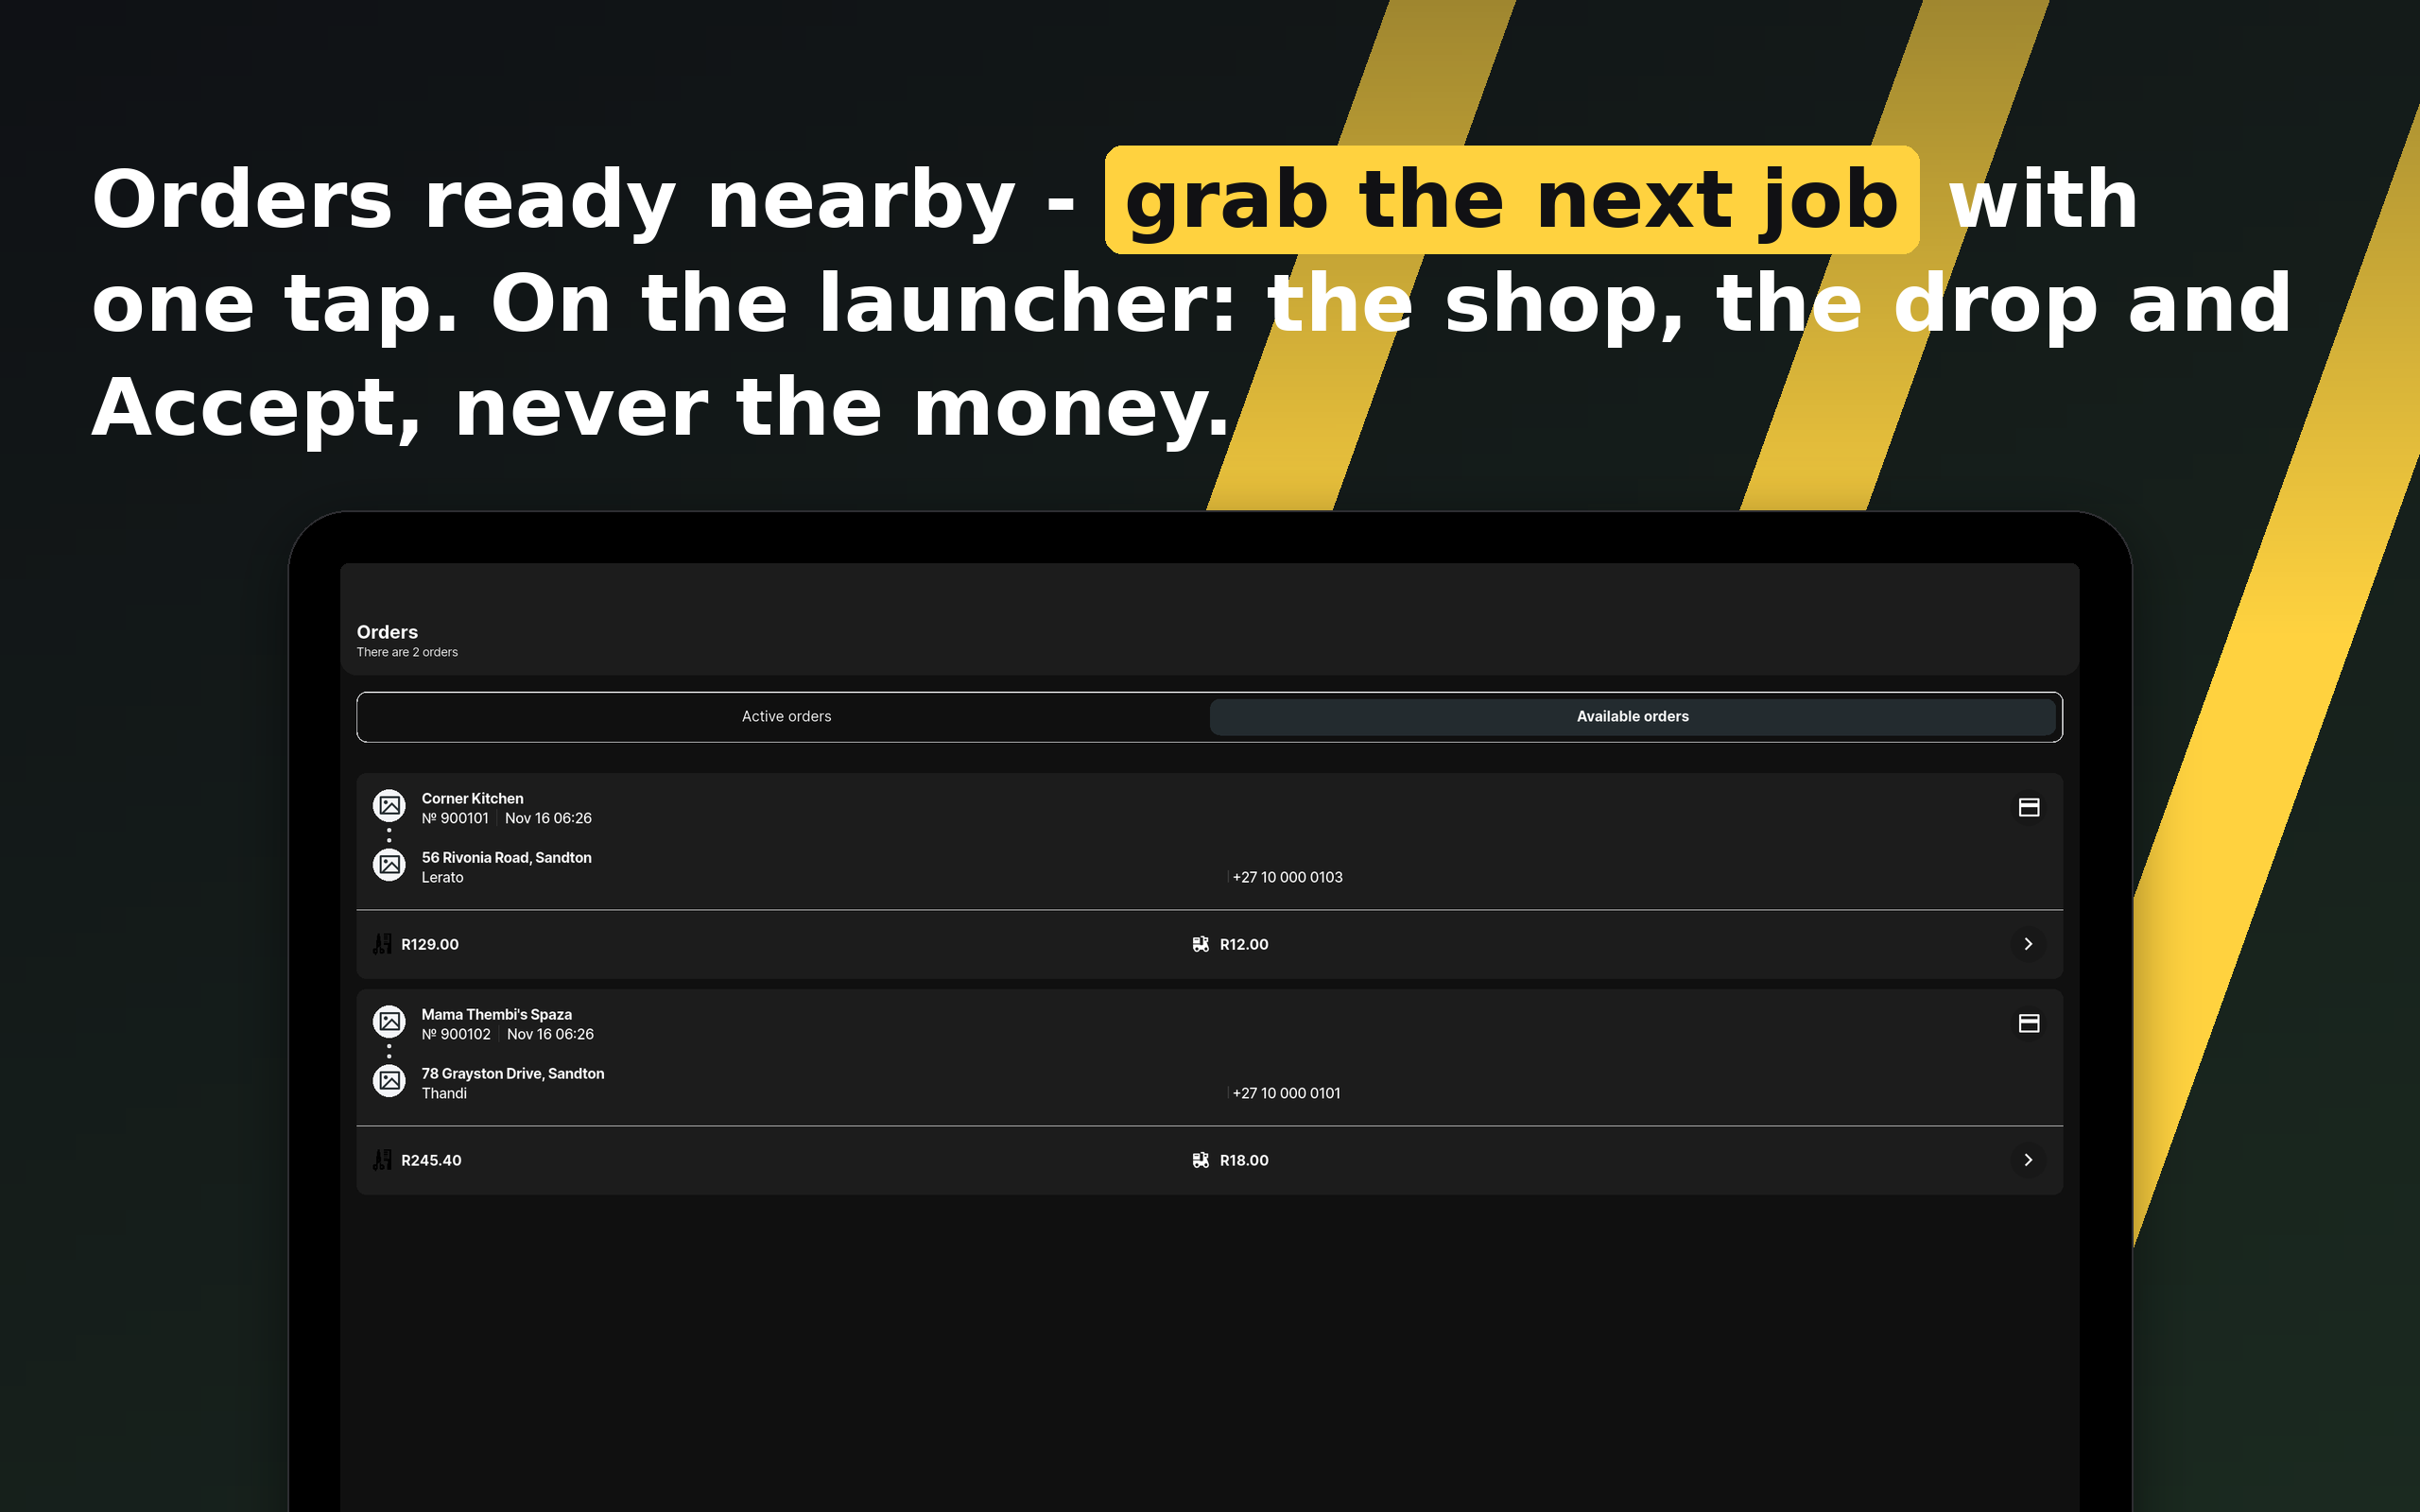 Orders ready nearby - grab the next job with
one tap. On the launcher: the shop, the drop and
Accept, never the money.
Orders
There are 2 orders
Active orders
Available orders
Corner Kitchen
№ 900101 Nov 16 06:26
56 Rivonia Road, Sandton
Lerato +27 10 000 0103
R129.00 R12.00
Mama Thembi's Spaza
№ 900102 Nov 16 06:26
78 Grayston Drive, Sandton
Thandi +27 10 000 0101
R245.40 R18.00